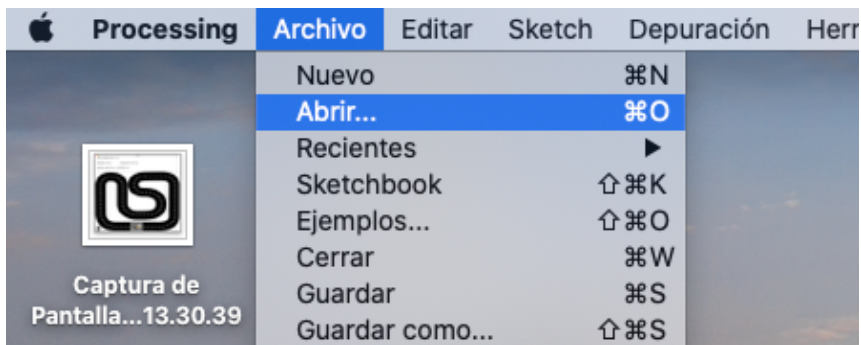 Processing Archivo Editar Sketch Depuración Herr
Nuevo ⌘N
Abrir... ⌘O
Recientes ▶
Sketchbook ⇧⌘K
Ejemplos... ⇧⌘O
Cerrar ⌘W
Guardar ⌘S
Guardar como... ⇧⌘S
Captura de
Pantalla...13.30.39